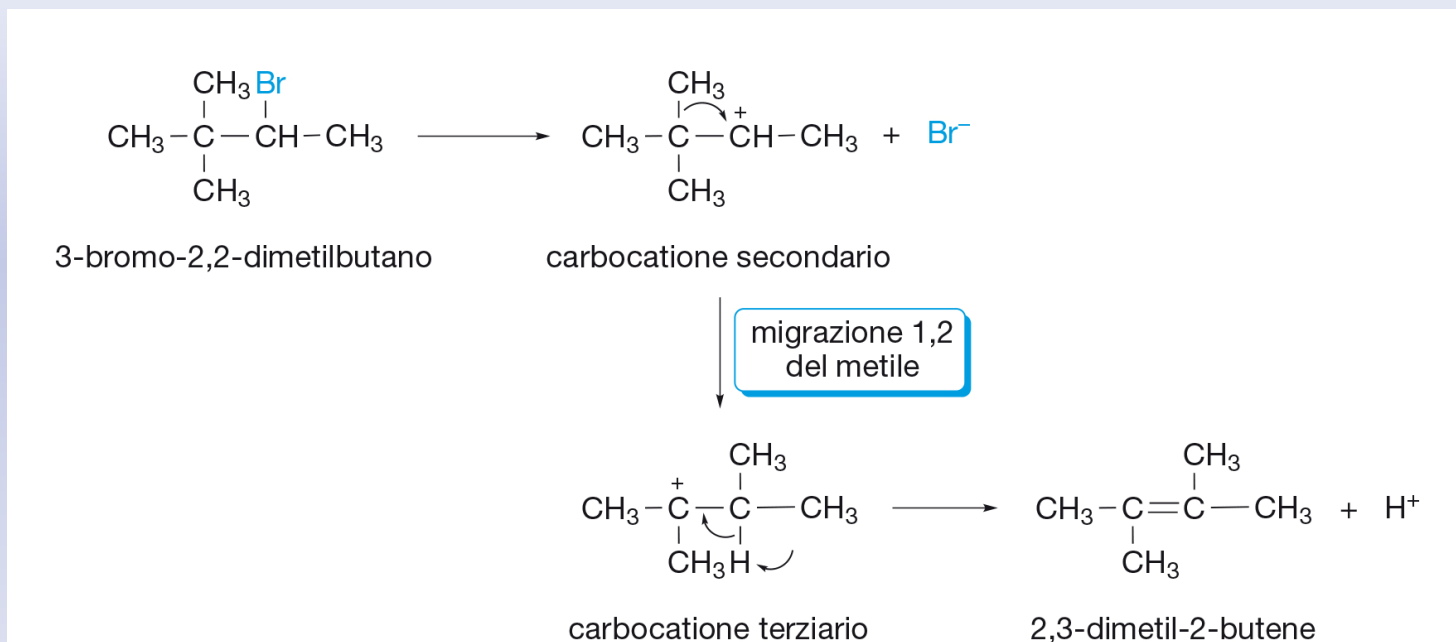 CH₃ Br
CH₃–C–CH–CH₃
CH₃
3-bromo-2,2-dimetilbutano
CH₃
+
CH₃–C–CH–CH₃ + Br⁻
CH₃
carbocatione secondario
migrazione 1,2
del metile
CH₃
+
CH₃–C–C–CH₃
CH₃ H
carbocatione terziario
CH₃
CH₃–C=C–CH₃ + H⁺
CH₃
2,3-dimetil-2-butene